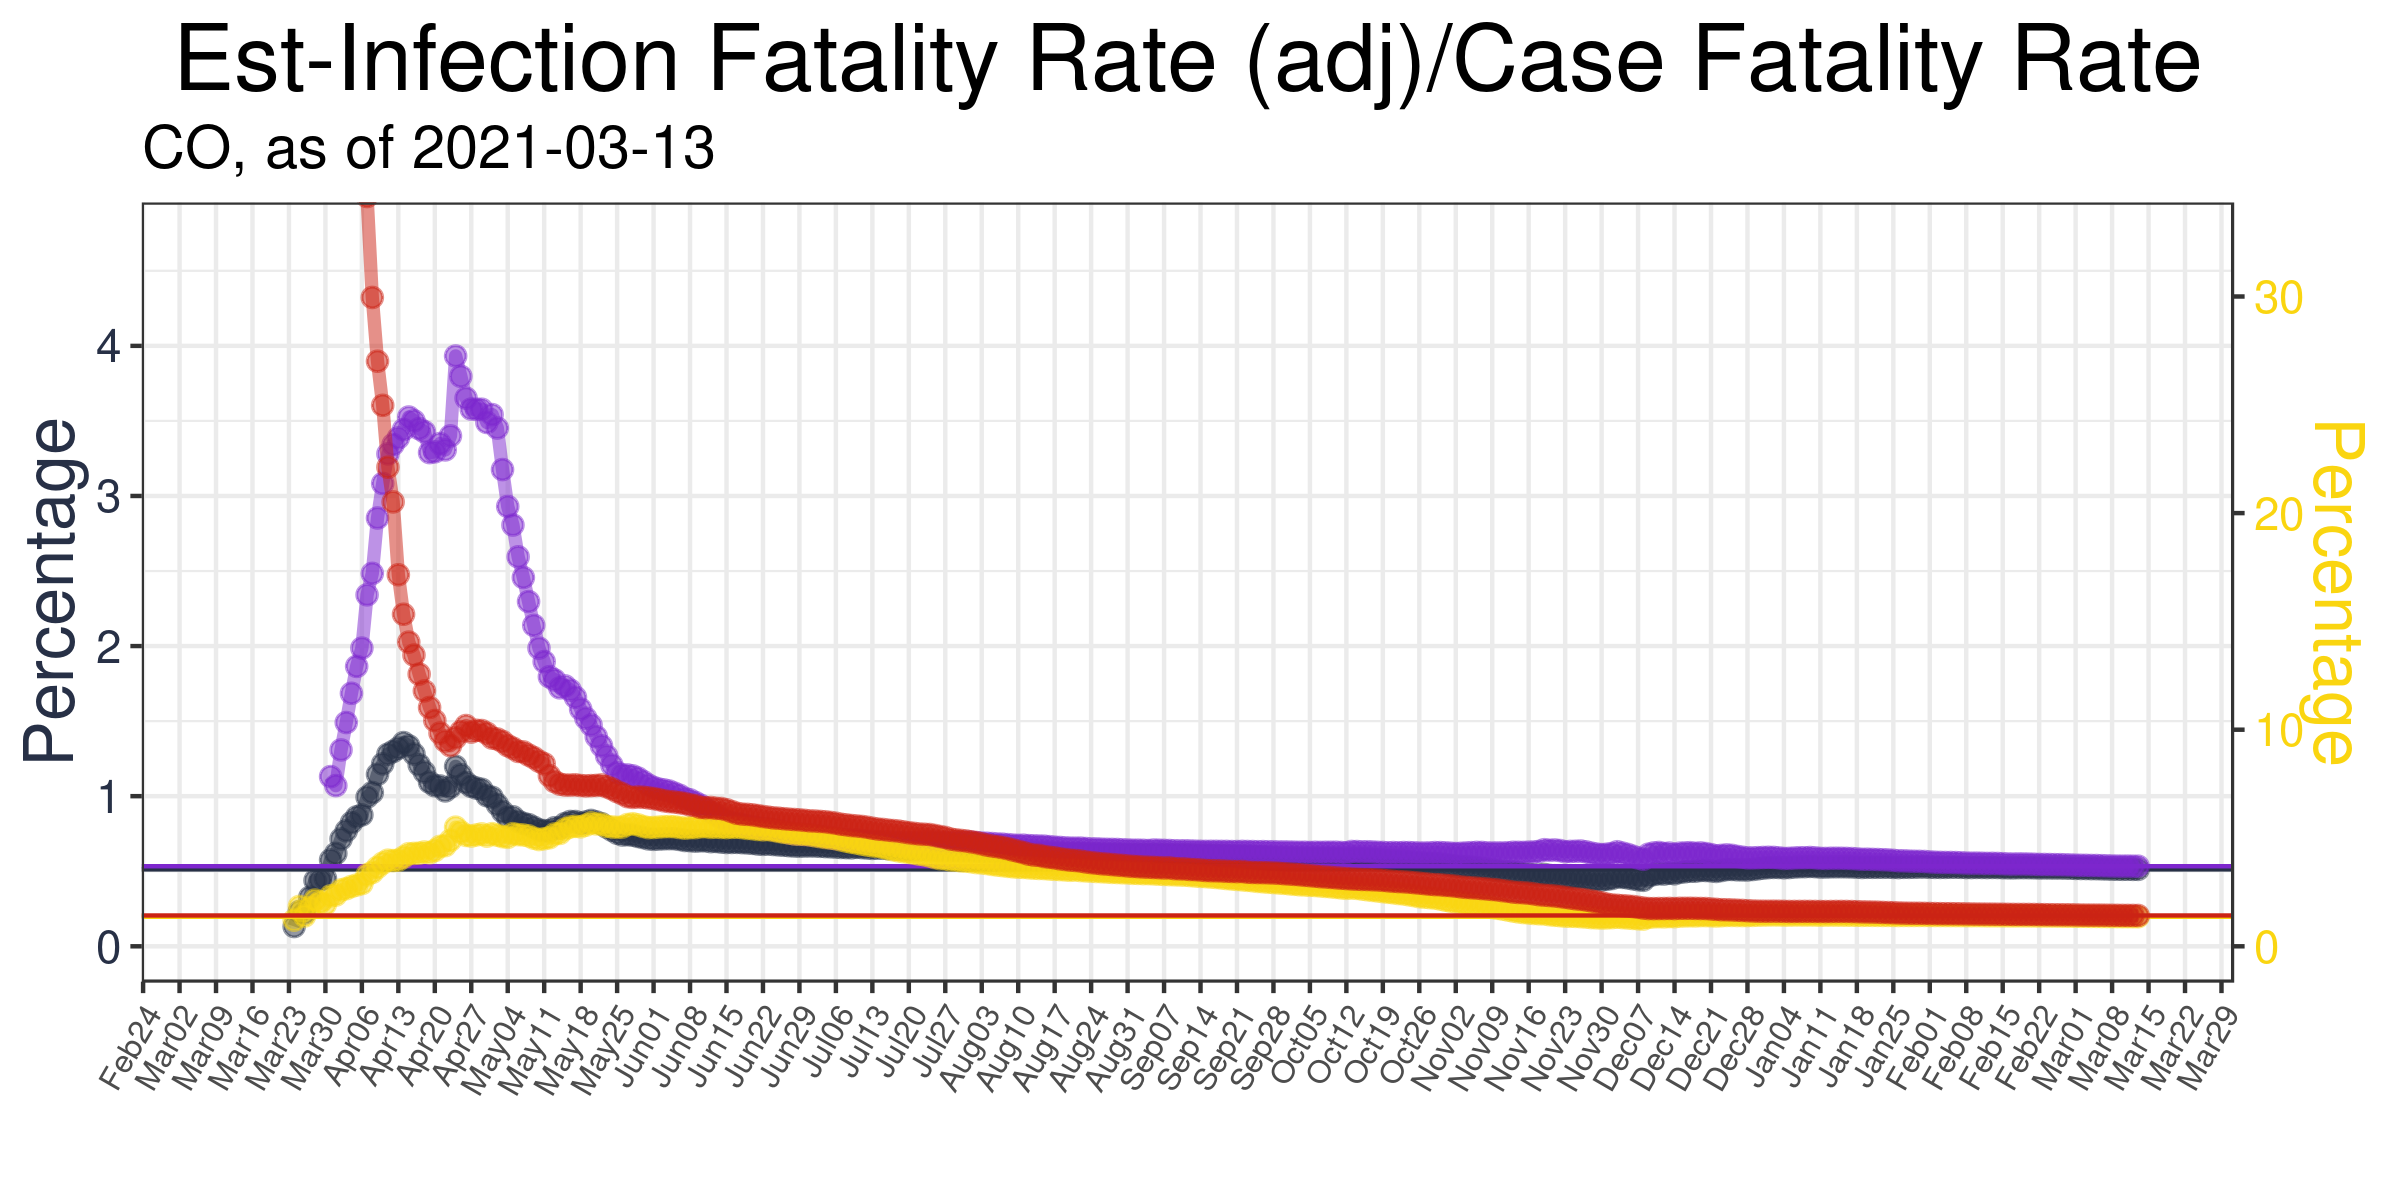 Est-Infection Fatality Rate (adj)/Case Fatality Rate
CO, as of 2021-03-13
Percentage
4
3
2
1
0
30
20
10
0
Percentage
Feb24
Mar02
Mar09
Mar16
Mar23
Mar30
Apr06
Apr13
Apr20
Apr27
May04
May11
May18
May25
Jun01
Jun08
Jun15
Jun22
Jun29
Jul06
Jul13
Jul20
Jul27
Aug03
Aug10
Aug17
Aug24
Aug31
Sep07
Sep14
Sep21
Sep28
Oct05
Oct12
Oct19
Oct26
Nov02
Nov09
Nov16
Nov23
Nov30
Dec07
Dec14
Dec21
Dec28
Jan04
Jan11
Jan18
Jan25
Feb01
Feb08
Feb15
Feb22
Mar01
Mar08
Mar15
Mar22
Mar29